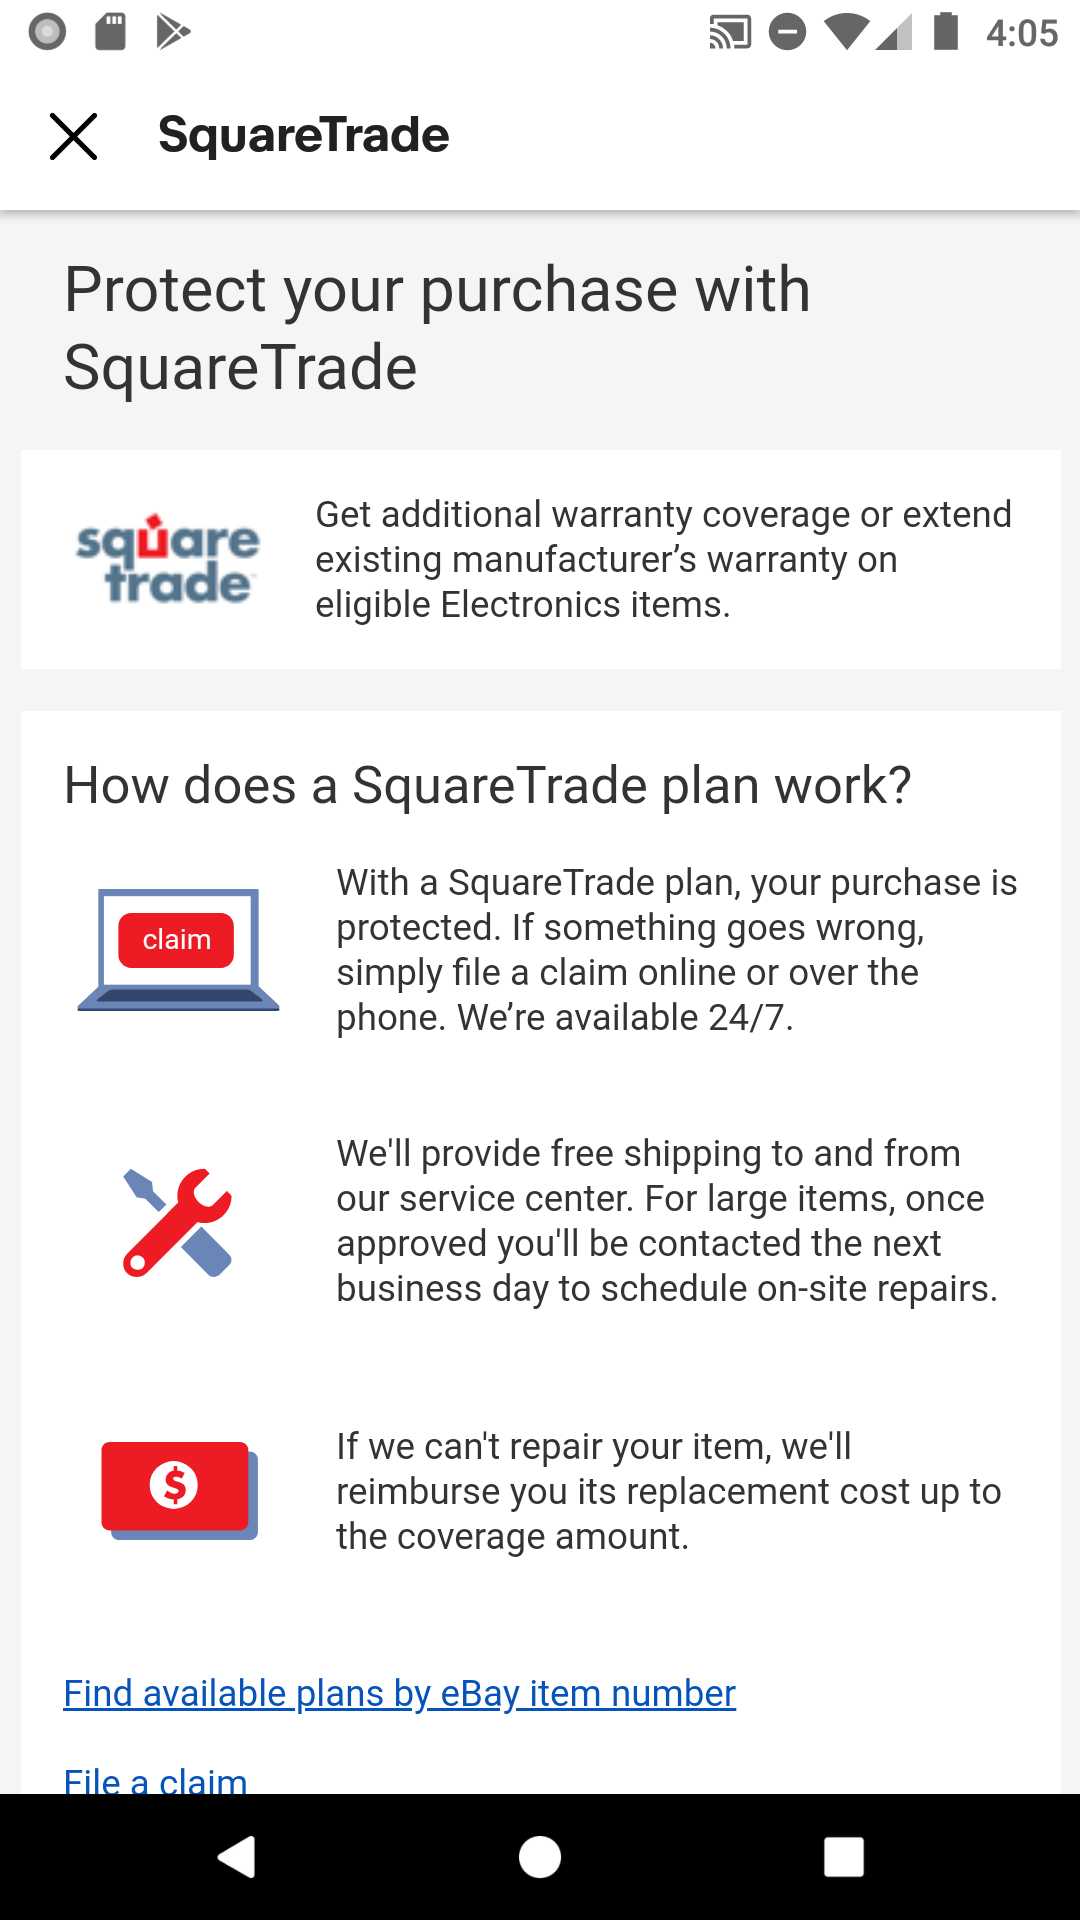 4:05
SquareTrade
Protect your purchase with
SquareTrade
square
trade
Get additional warranty coverage or extend
existing manufacturer’s warranty on
eligible Electronics items.
How does a SquareTrade plan work?
claim
With a SquareTrade plan, your purchase is
protected. If something goes wrong,
simply file a claim online or over the
phone. We’re available 24/7.
We'll provide free shipping to and from
our service center. For large items, once
approved you'll be contacted the next
business day to schedule on-site repairs.
$
If we can't repair your item, we'll
reimburse you its replacement cost up to
the coverage amount.
Find available plans by eBay item number
File a claim